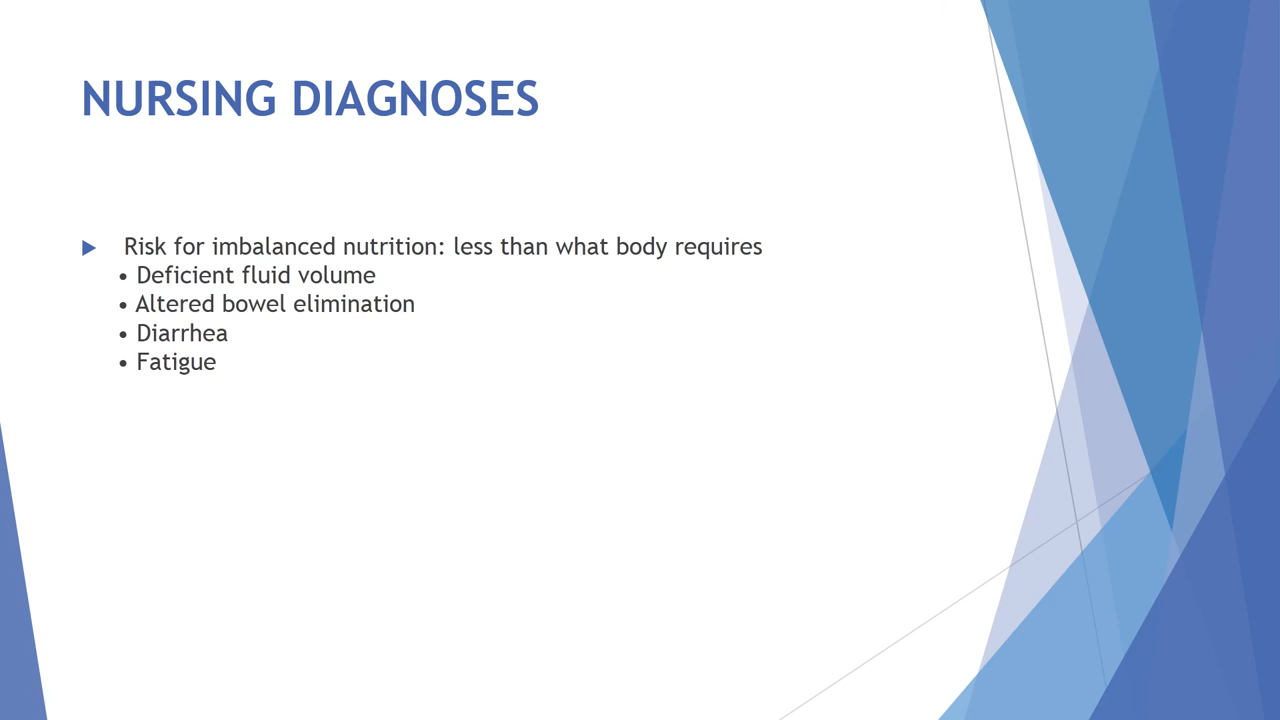 NURSING DIAGNOSES
Risk for imbalanced nutrition: less than what body requires
• Deficient fluid volume
• Altered bowel elimination
• Diarrhea
• Fatigue